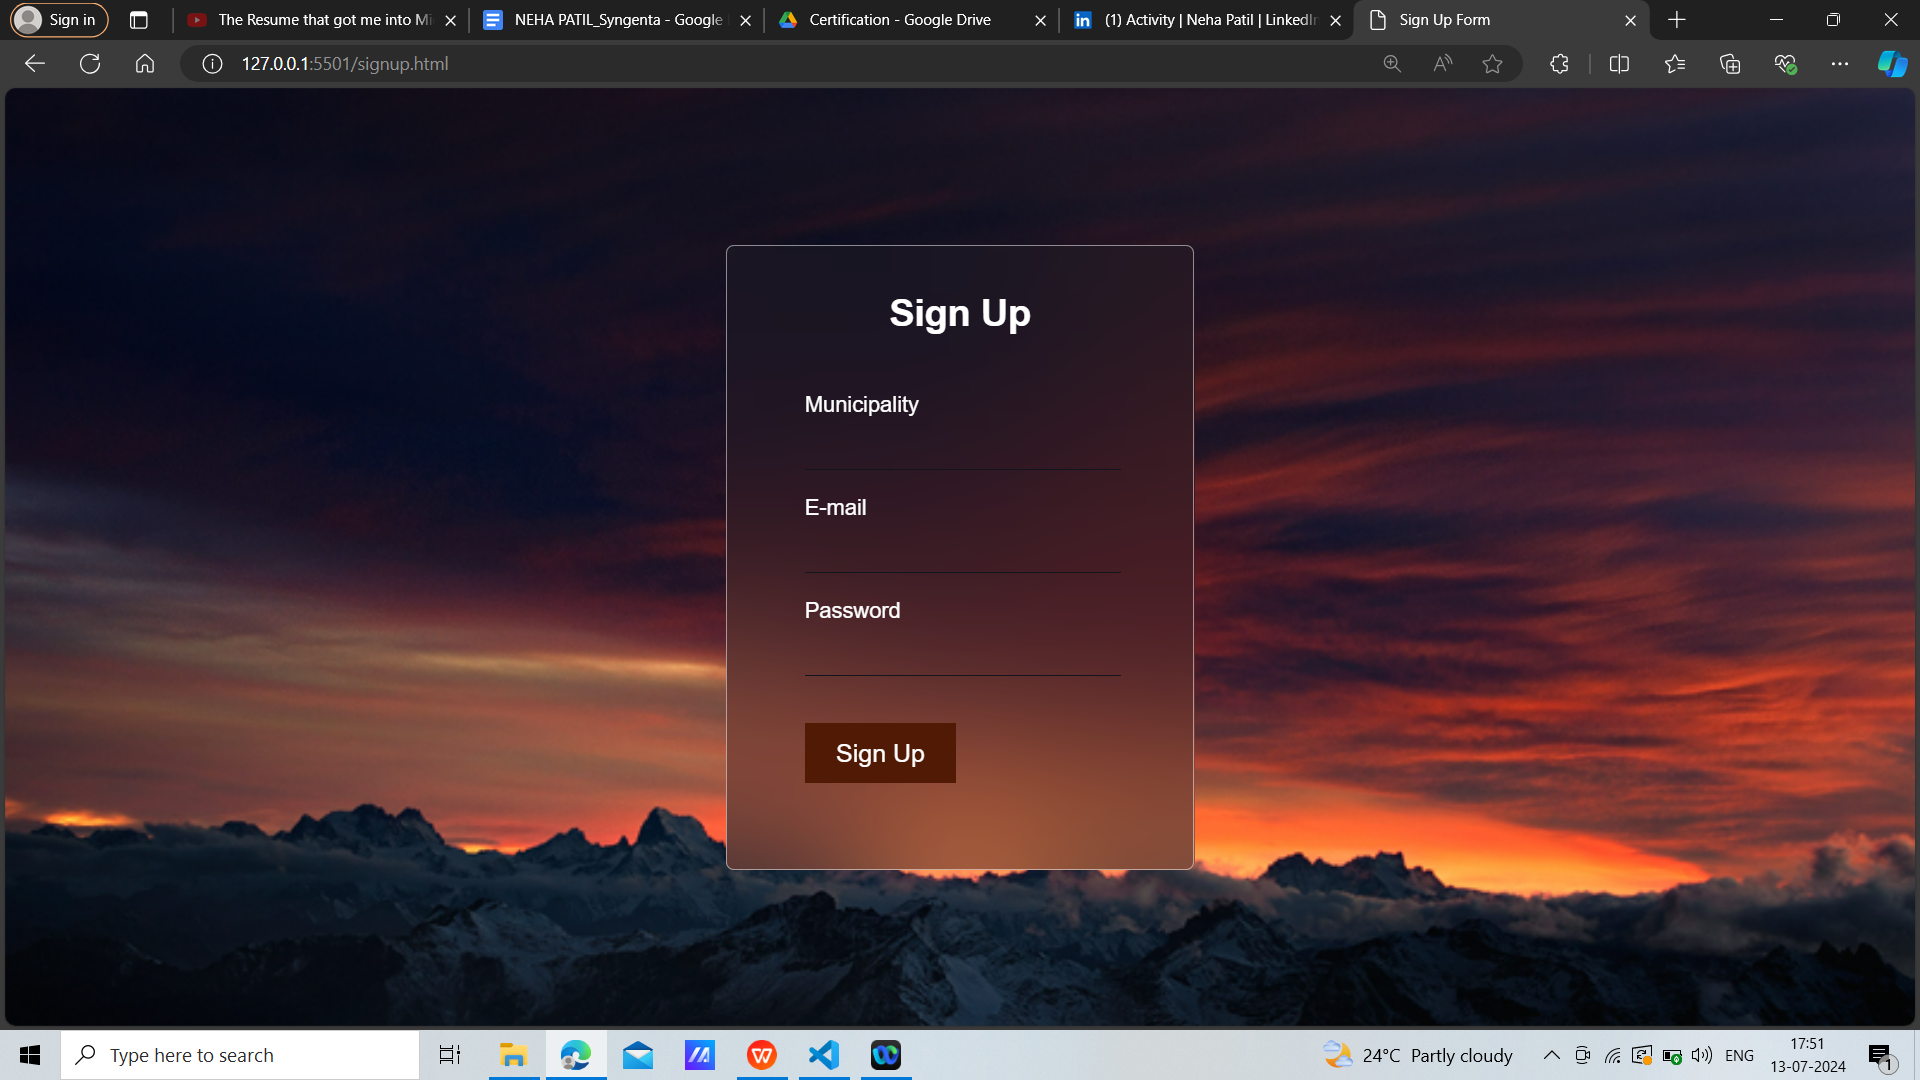 Sign in
The Resume that got me into Mi
NEHA PATIL_Syngenta - Google
Certification - Google Drive
(1) Activity | Neha Patil | LinkedIn
Sign Up Form
127.0.0.1:5501/signup.html
Sign Up
Municipality
E-mail
Password
Sign Up
Type here to search
24°C Partly cloudy
ENG
17:51
13-07-2024
1